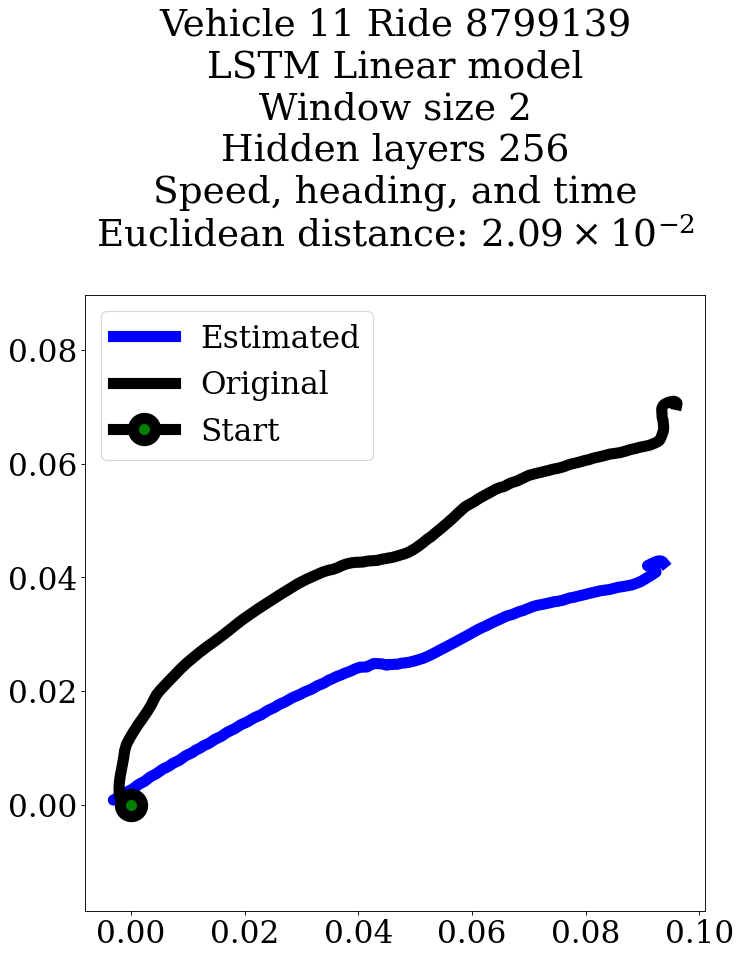 Vehicle 11 Ride 8799139
LSTM Linear model
Window size 2
Hidden layers 256
Speed, heading, and time
Euclidean distance: 2.09 × 10⁻²
Estimated
Original
Start
0.08
0.06
0.04
0.02
0.00
0.00 0.02 0.04 0.06 0.08 0.10